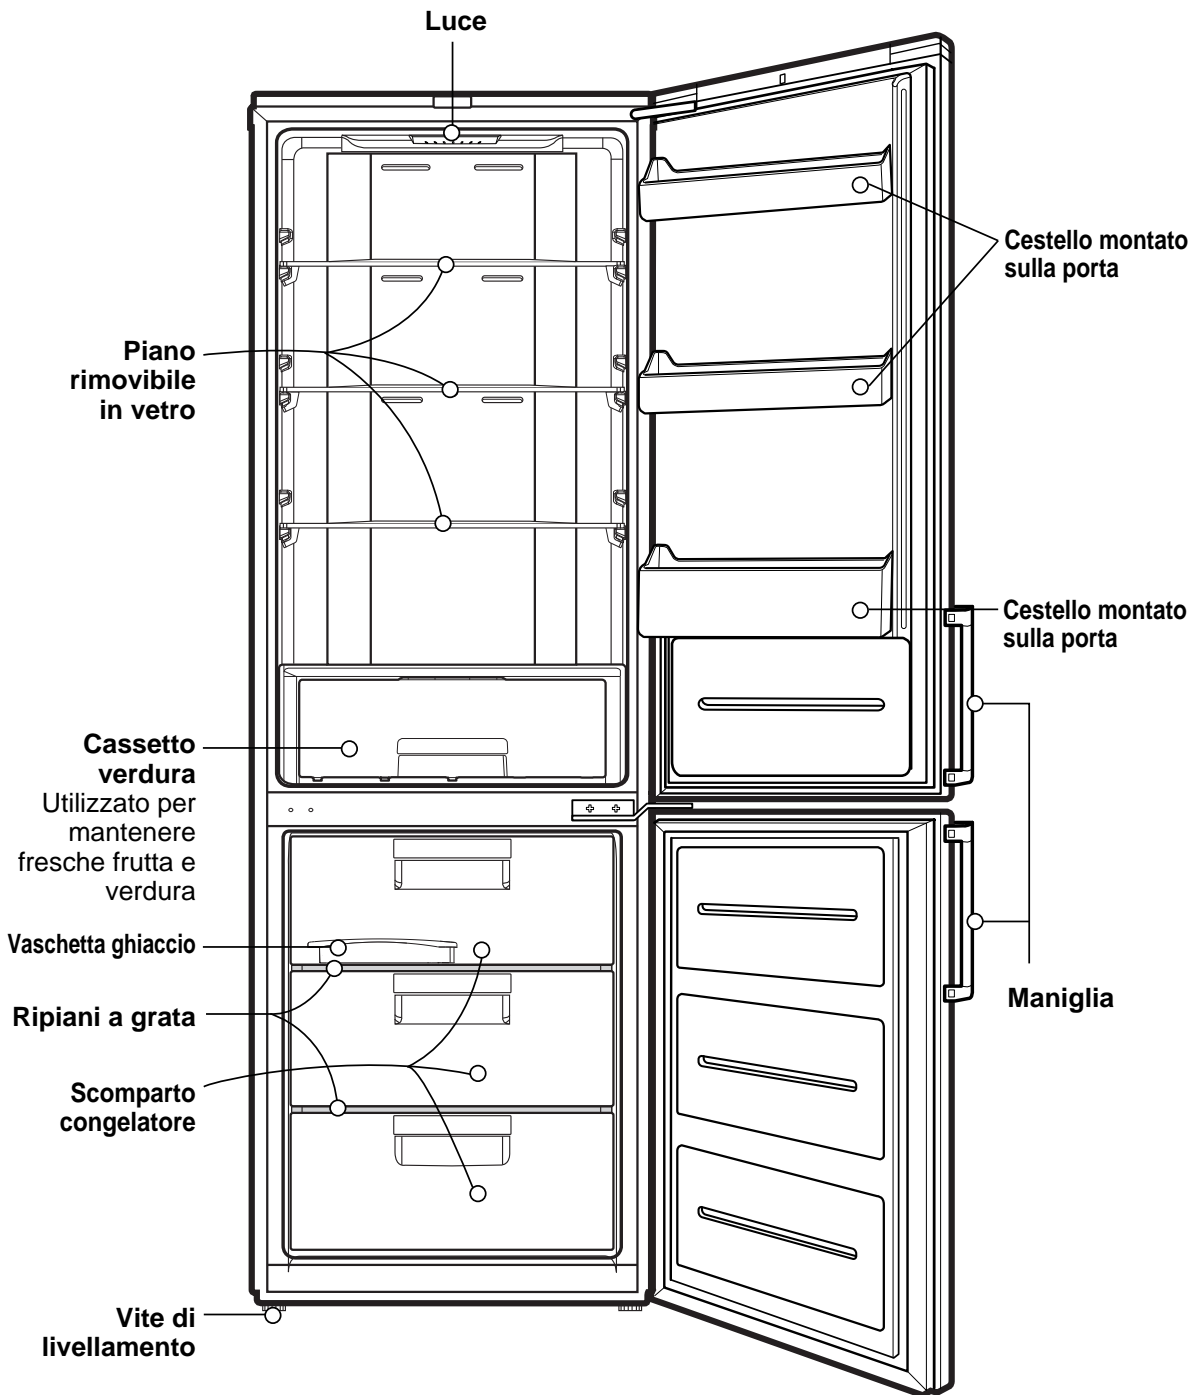 Luce
Cestello montato
sulla porta
Piano
rimovibile
in vetro
Cestello montato
sulla porta
Cassetto
verdura
Utilizzato per
mantenere
fresche frutta e
verdura
Vaschetta ghiaccio
Ripiani a grata
Maniglia
Scomparto
congelatore
Vite di
livellamento